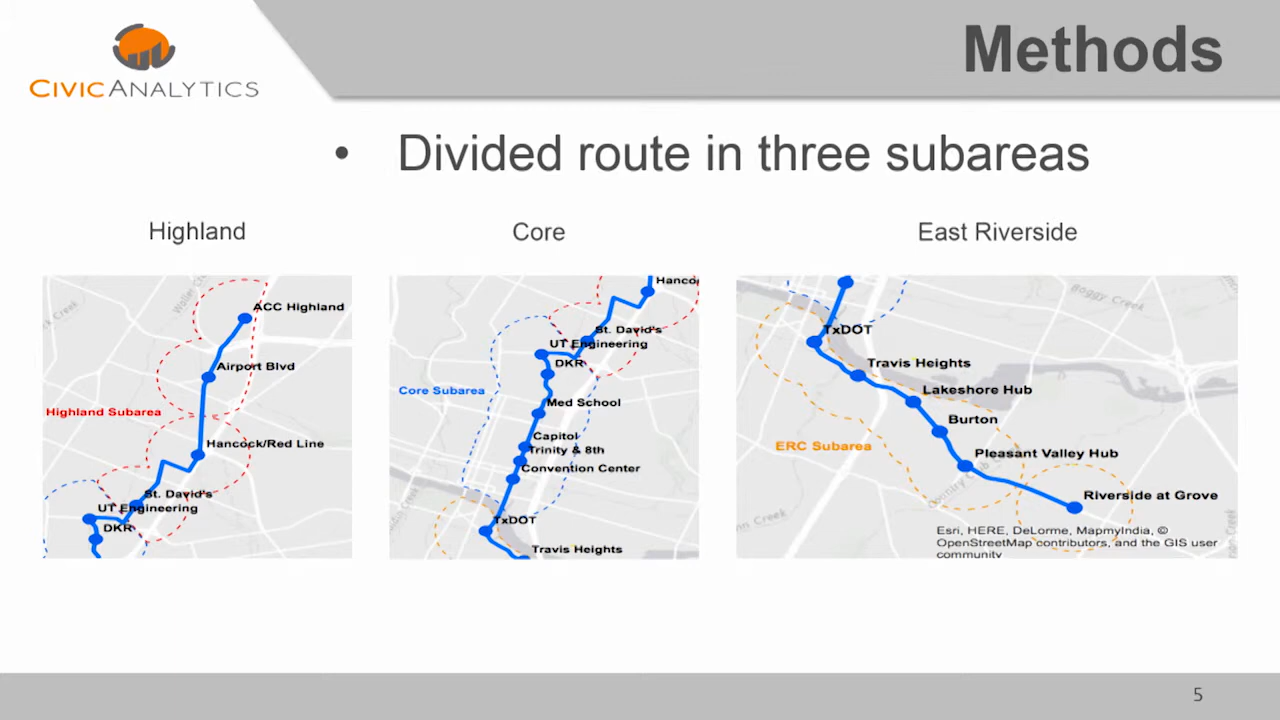 CIVICANALYTICS
Methods
• Divided route in three subareas
Highland
Core
East Riverside
ACC Highland
Airport Blvd
Highland Subarea
Hancock/Red Line
St. David's
UT Engineering
DKR
Hanco
St. David's
UT Engineering
DKR
Core Subarea
Med School
Capitol
Trinity & 8th
Convention Center
TxDOT
Travis Heights
Boggy Creek
TxDOT
Travis Heights
Lakeshore Hub
Burton
ERC Subarea
Pleasant Valley Hub
Riverside at Grove
Esri, HERE, DeLorme, MapmyIndia, ©
OpenStreetMap contributors, and the GIS user
community
5